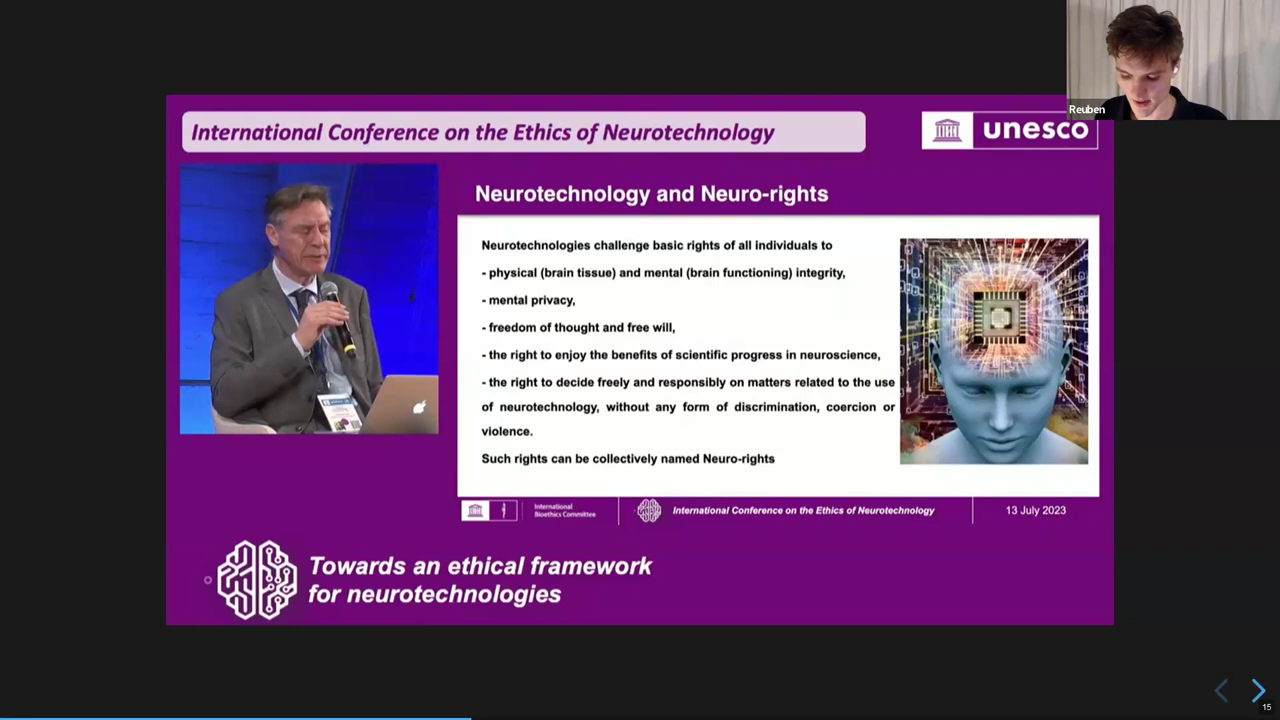 Reuben
International Conference on the Ethics of Neurotechnology
unesco
Neurotechnology and Neuro-rights
Neurotechnologies challenge basic rights of all individuals to
- physical (brain tissue) and mental (brain functioning) integrity,
- mental privacy,
- freedom of thought and free will,
- the right to enjoy the benefits of scientific progress in neuroscience,
- the right to decide freely and responsibly on matters related to the use
of neurotechnology, without any form of discrimination, coercion or
violence.
Such rights can be collectively named Neuro-rights
International
Bioethics Committee
International Conference on the Ethics of Neurotechnology
13 July 2023
Towards an ethical framework
for neurotechnologies
15